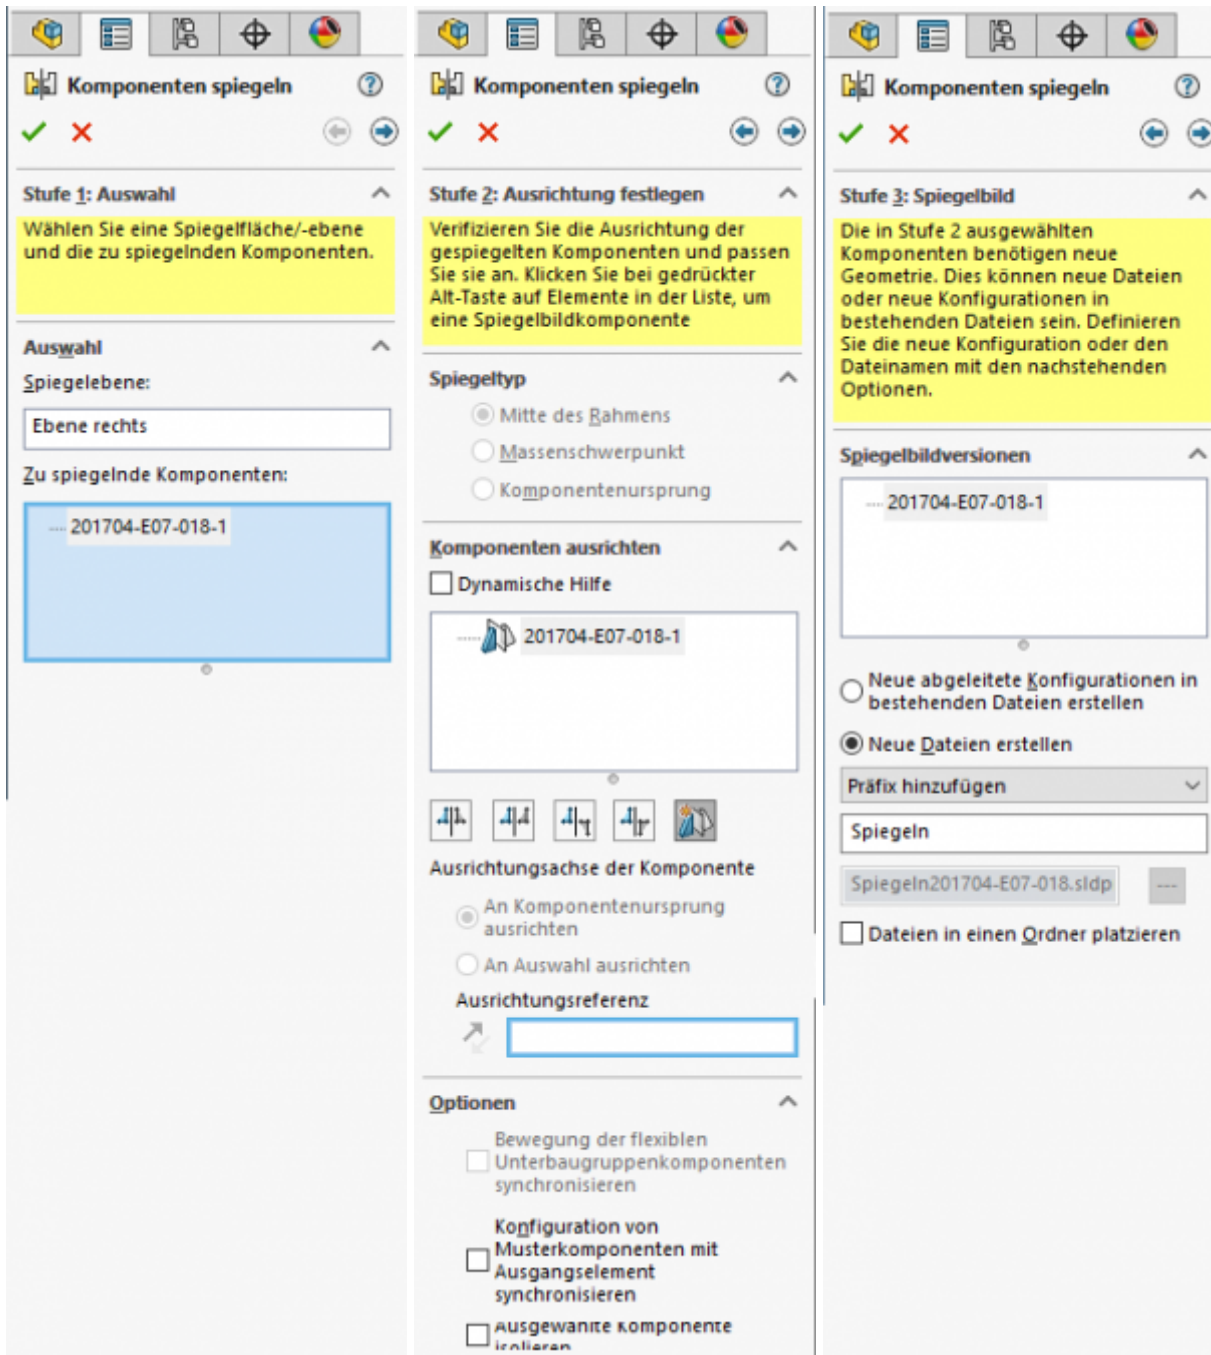 Komponenten spiegeln
Stufe 1: Auswahl
Wählen Sie eine Spiegelfläche/-ebene
und die zu spiegelnden Komponenten.
Auswahl
Spiegelebene:
Ebene rechts
Zu spiegelnde Komponenten:
201704-E07-018-1
Komponenten spiegeln
Stufe 2: Ausrichtung festlegen
Verifizieren Sie die Ausrichtung der
gespiegelten Komponenten und passen
Sie sie an. Klicken Sie bei gedrückter
Alt-Taste auf Elemente in der Liste, um
eine Spiegelbildkomponente
Spiegeltyp
Mitte des Rahmens
Massenschwerpunkt
Komponentenursprung
Komponenten ausrichten
Dynamische Hilfe
201704-E07-018-1
Ausrichtungsachse der Komponente
An Komponentenursprung
ausrichten
An Auswahl ausrichten
Ausrichtungsreferenz
Optionen
Bewegung der flexiblen
Unterbaugruppenkomponenten
synchronisieren
Konfiguration von
Musterkomponenten mit
Ausgangselement
synchronisieren
Ausgewählte Komponente
isolieren
Komponenten spiegeln
Stufe 3: Spiegelbild
Die in Stufe 2 ausgewählten
Komponenten benötigen neue
Geometrie. Dies können neue Dateien
oder neue Konfigurationen in
bestehenden Dateien sein. Definieren
Sie die neue Konfiguration oder den
Dateinamen mit den nachstehenden
Optionen.
Spiegelbildversionen
201704-E07-018-1
Neue abgeleitete Konfigurationen in
bestehenden Dateien erstellen
Neue Dateien erstellen
Präfix hinzufügen
Spiegeln
Spiegeln201704-E07-018.sldp
...
Dateien in einen Ordner platzieren